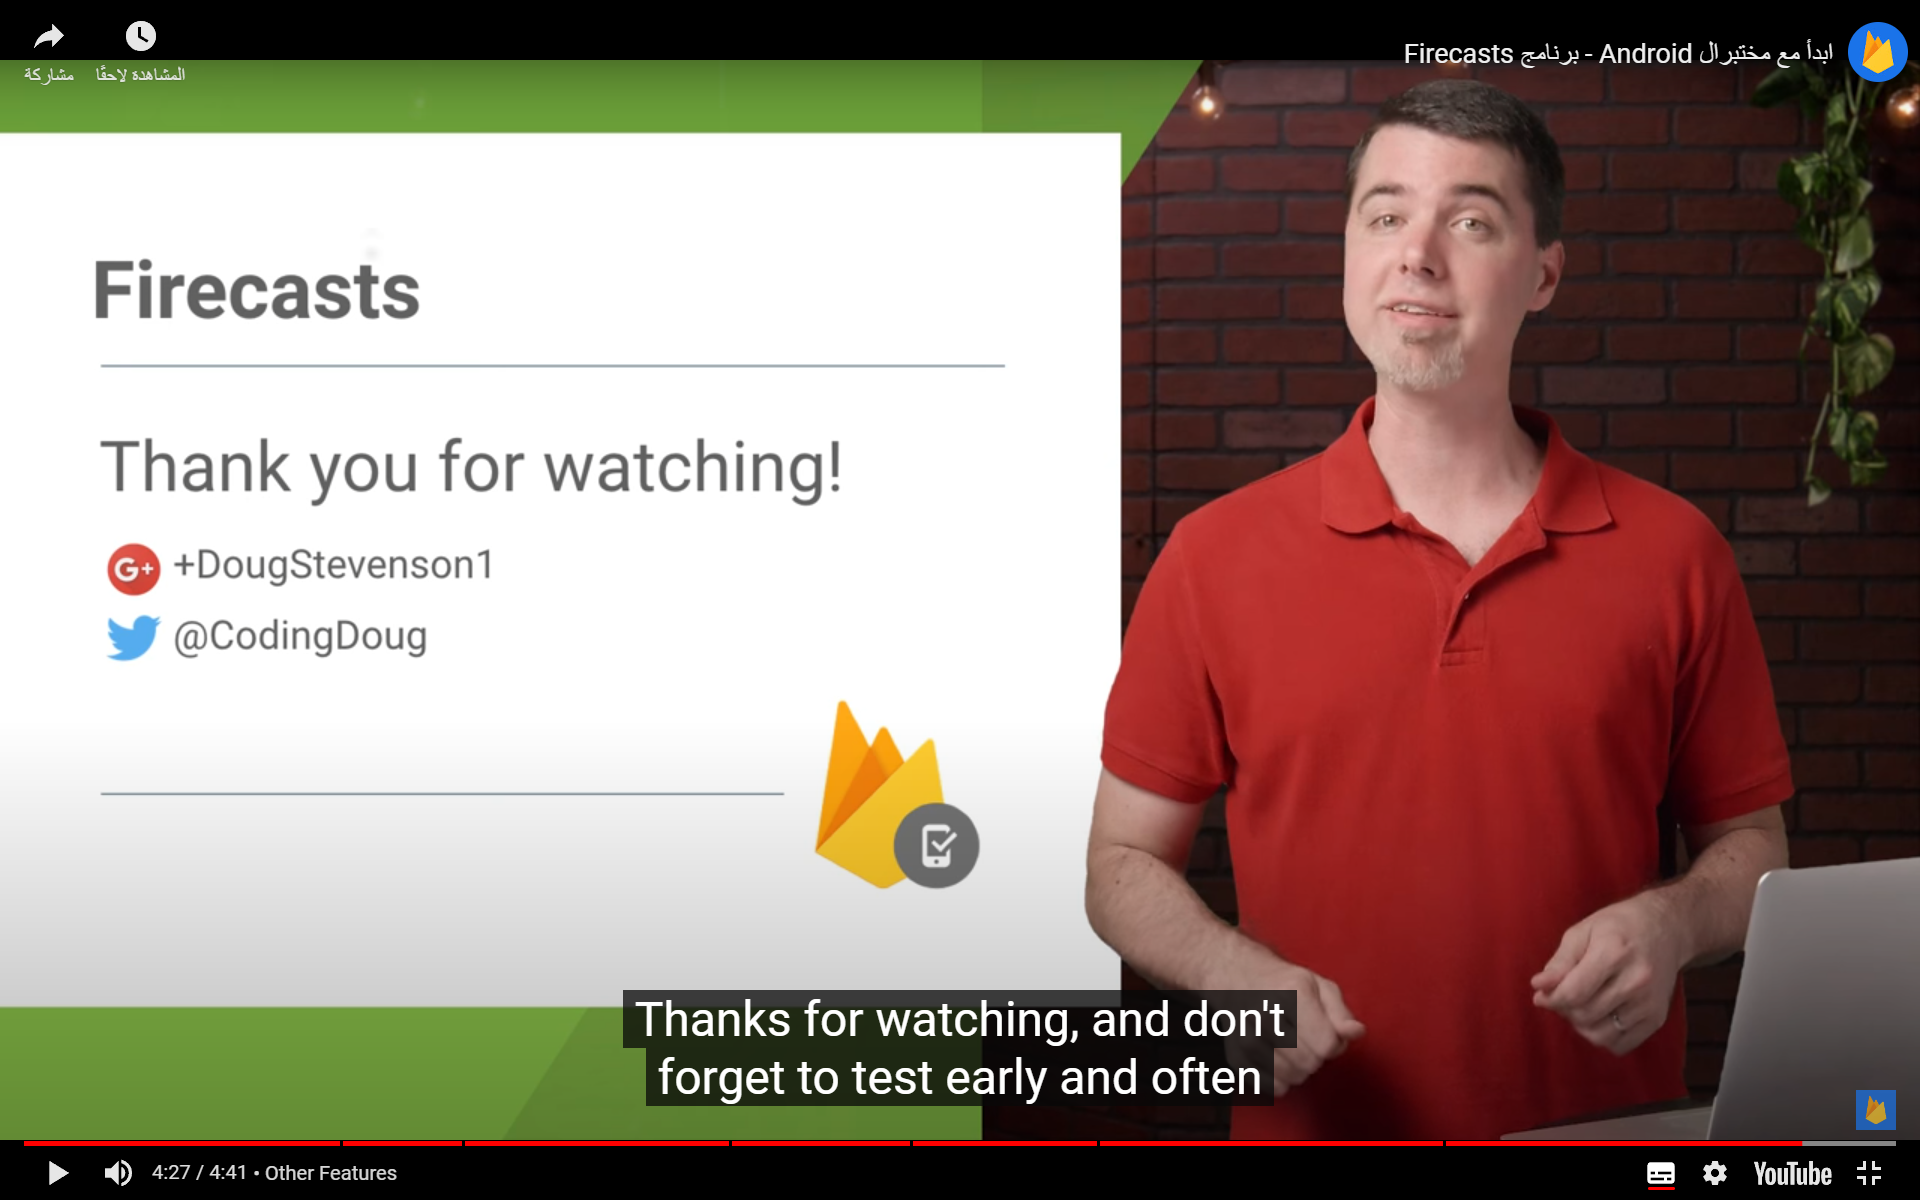 ابدأ مع مختبرال Android - برنامج Firecasts
المشاهدة لاحقًا
مشاركة
Firecasts
Thank you for watching!
G+ +DougStevenson1
@CodingDoug
Thanks for watching, and don't
forget to test early and often
4:27 / 4:41 • Other Features
YouTube